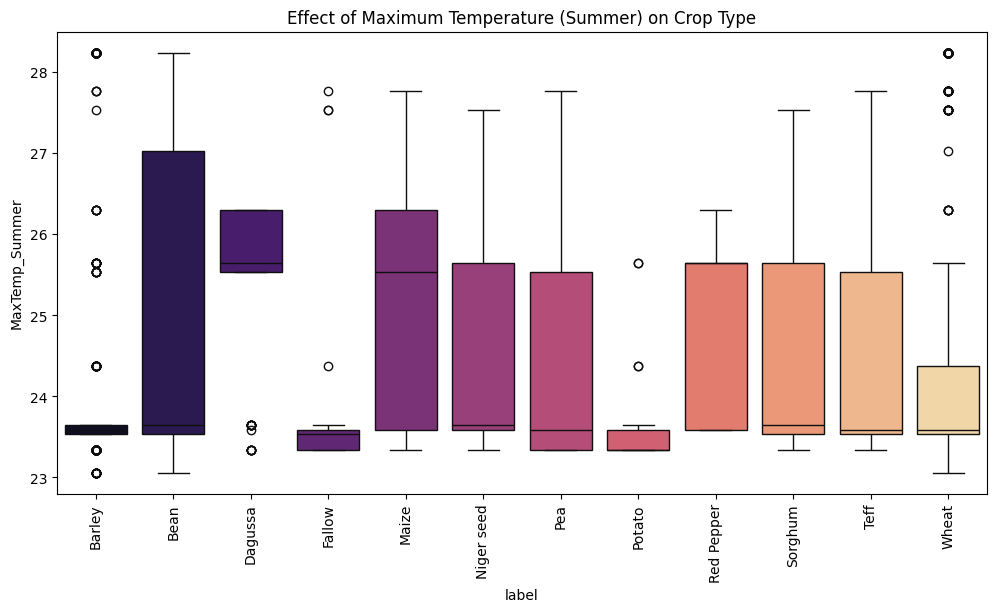 Effect of Maximum Temperature (Summer) on Crop Type
MaxTemp_Summer
28
27
26
25
24
23
Barley
Bean
Dagussa
Fallow
Maize
Niger seed
Pea
Potato
Red Pepper
Sorghum
Teff
Wheat
label